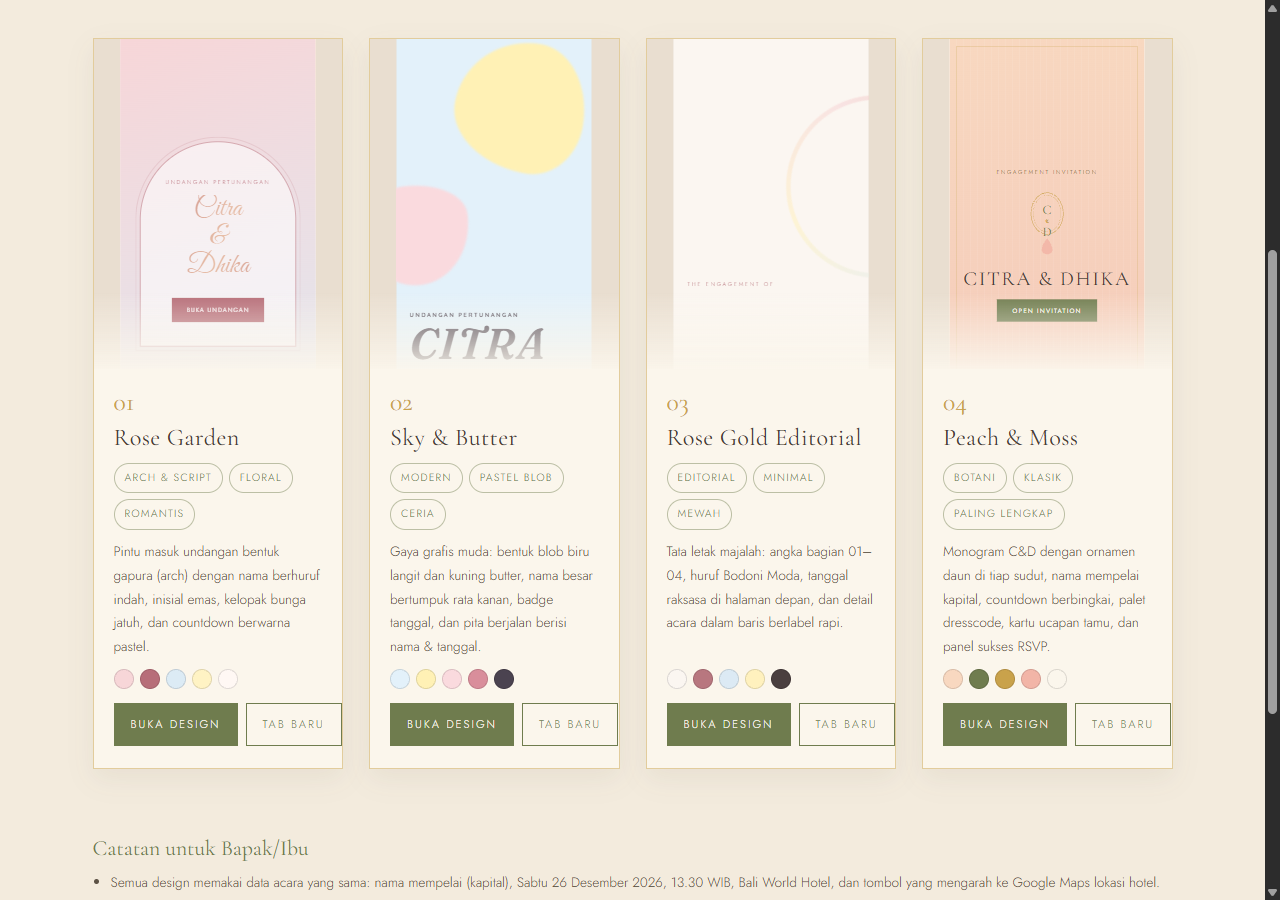 UNDANGAN PERTUNANGAN
Citra
&
Dhika
BUKA UNDANGAN
01
Rose Garden
ARCH & SCRIPT
FLORAL
ROMANTIS
Pintu masuk undangan bentuk
gapura (arch) dengan nama berhuruf
indah, inisial emas, kelopak bunga
jatuh, dan countdown berwarna
pastel.
BUKA DESIGN
TAB BARU
UNDANGAN PERTUNANGAN
CITRA
02
Sky & Butter
MODERN
PASTEL BLOB
CERIA
Gaya grafis muda: bentuk blob biru
langit dan kuning butter, nama besar
bertumpuk rata kanan, badge
tanggal, dan pita berjalan berisi
nama & tanggal.
BUKA DESIGN
TAB BARU
THE ENGAGEMENT OF
03
Rose Gold Editorial
EDITORIAL
MINIMAL
MEWAH
Tata letak majalah: angka bagian 01–
04, huruf Bodoni Moda, tanggal
raksasa di halaman depan, dan detail
acara dalam baris berlabel rapi.
BUKA DESIGN
TAB BARU
ENGAGEMENT INVITATION
C
D
CITRA & DHIKA
OPEN INVITATION
04
Peach & Moss
BOTANI
KLASIK
PALING LENGKAP
Monogram C&D dengan ornamen
daun di tiap sudut, nama mempelai
kapital, countdown berbingkai, palet
dresscode, kartu ucapan tamu, dan
panel sukses RSVP.
BUKA DESIGN
TAB BARU
Catatan untuk Bapak/Ibu
• Semua design memakai data acara yang sama: nama mempelai (kapital), Sabtu 26 Desember 2026, 13.30 WIB, Bali World Hotel, dan tombol yang mengarah ke Google Maps lokasi hotel.